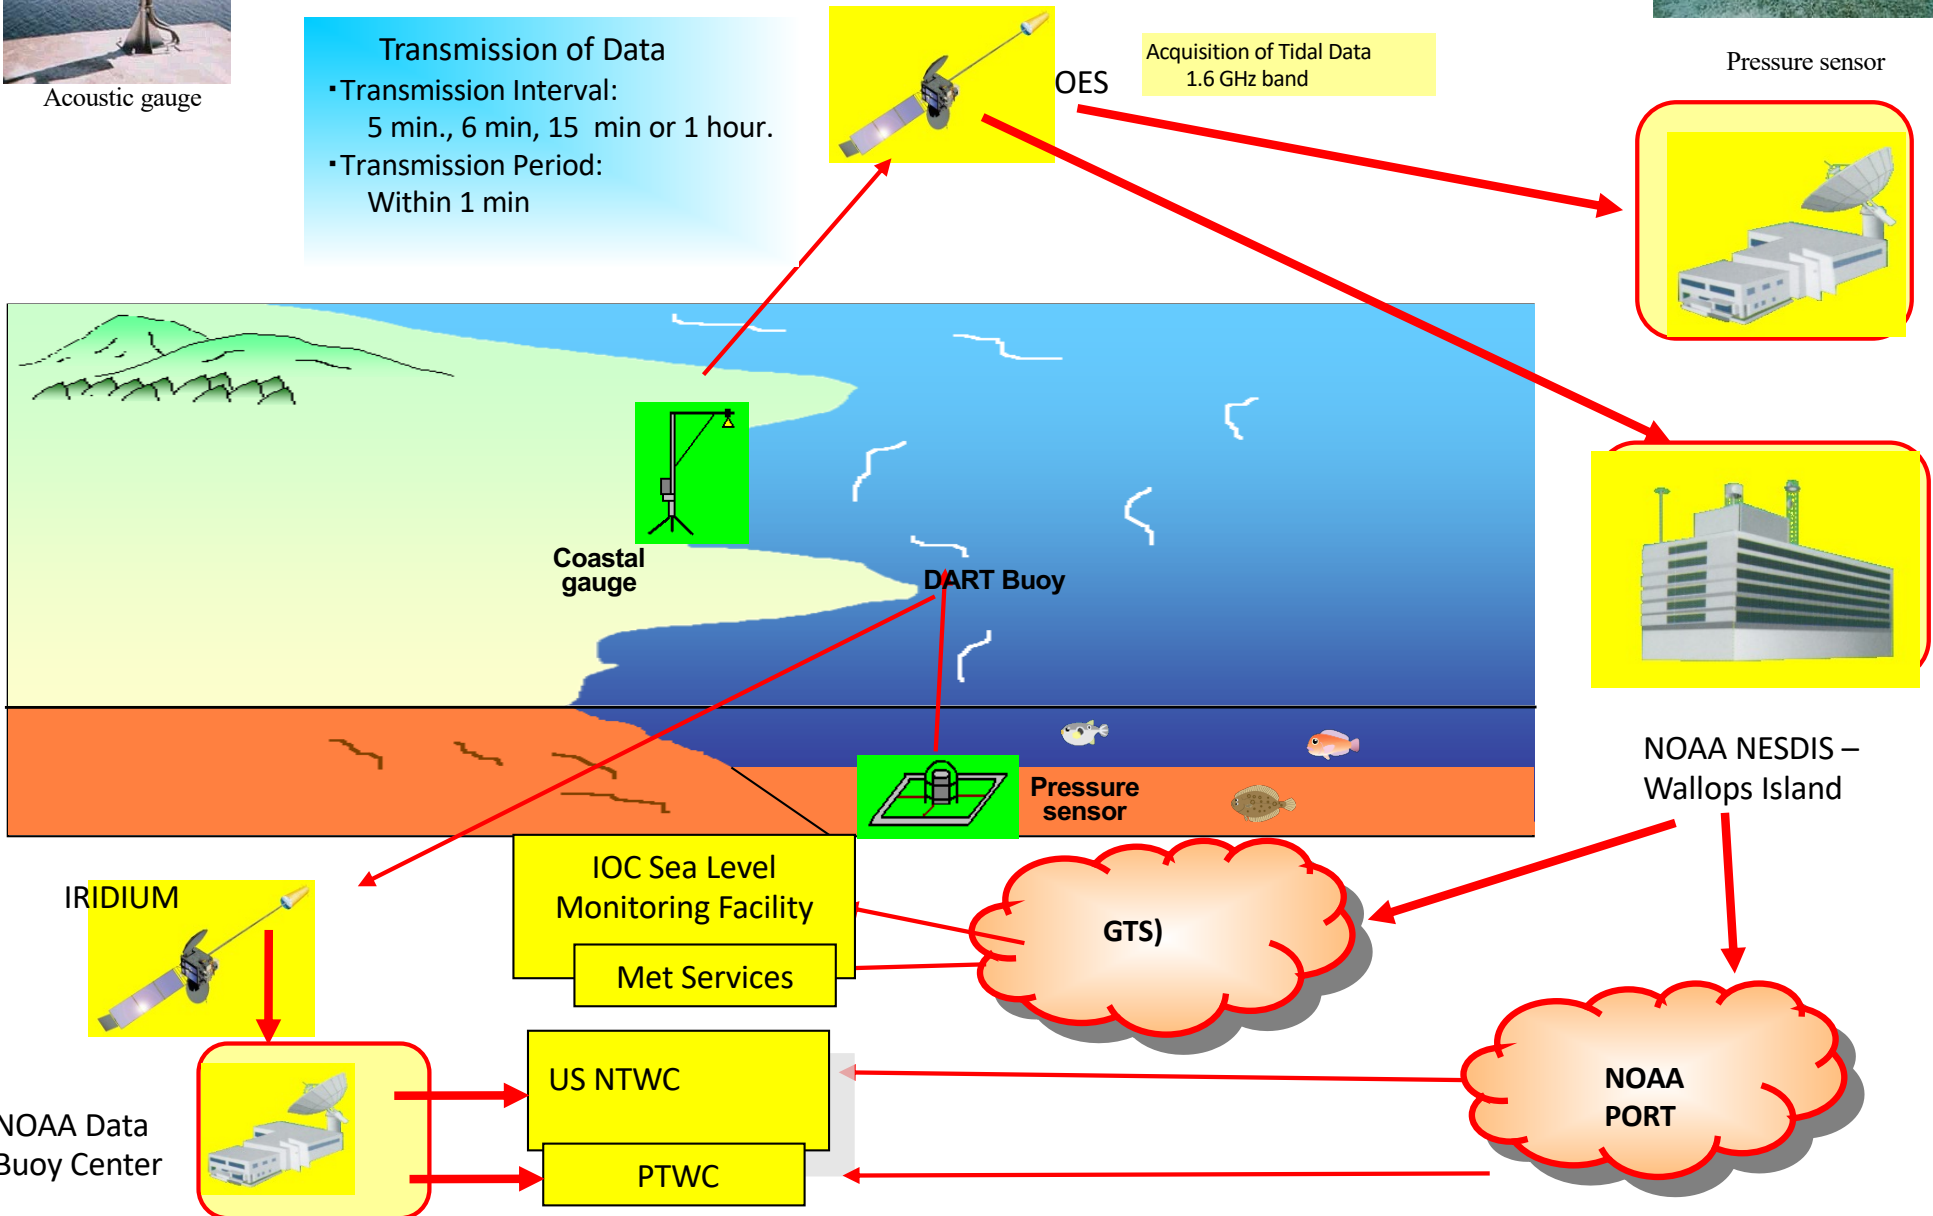 Acoustic gauge
Transmission of Data
・Transmission Interval:
5 min., 6 min, 15 min or 1 hour.
・Transmission Period:
Within 1 min
OES
Acquisition of Tidal Data
1.6 GHz band
Pressure sensor
Coastal
gauge
DART Buoy
Pressure
sensor
NOAA NESDIS –
Wallops Island
IRIDIUM
IOC Sea Level
Monitoring Facility
Met Services
GTS)
US NTWC
PTWC
NOAA
PORT
NOAA Data
Buoy Center